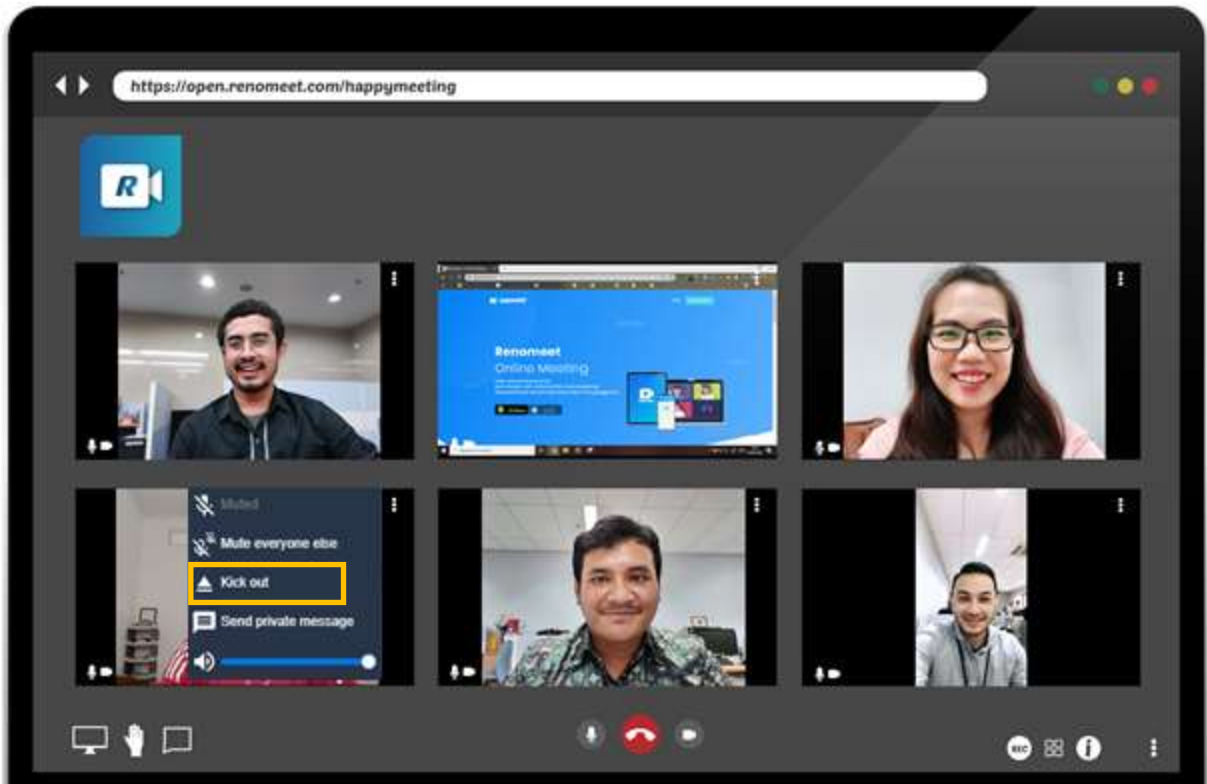 https://open.renomeet.com/happymeeting
R
Renomeet
Online Meeting
Muted
Mute everyone else
Kick out
Send private message
REC
i